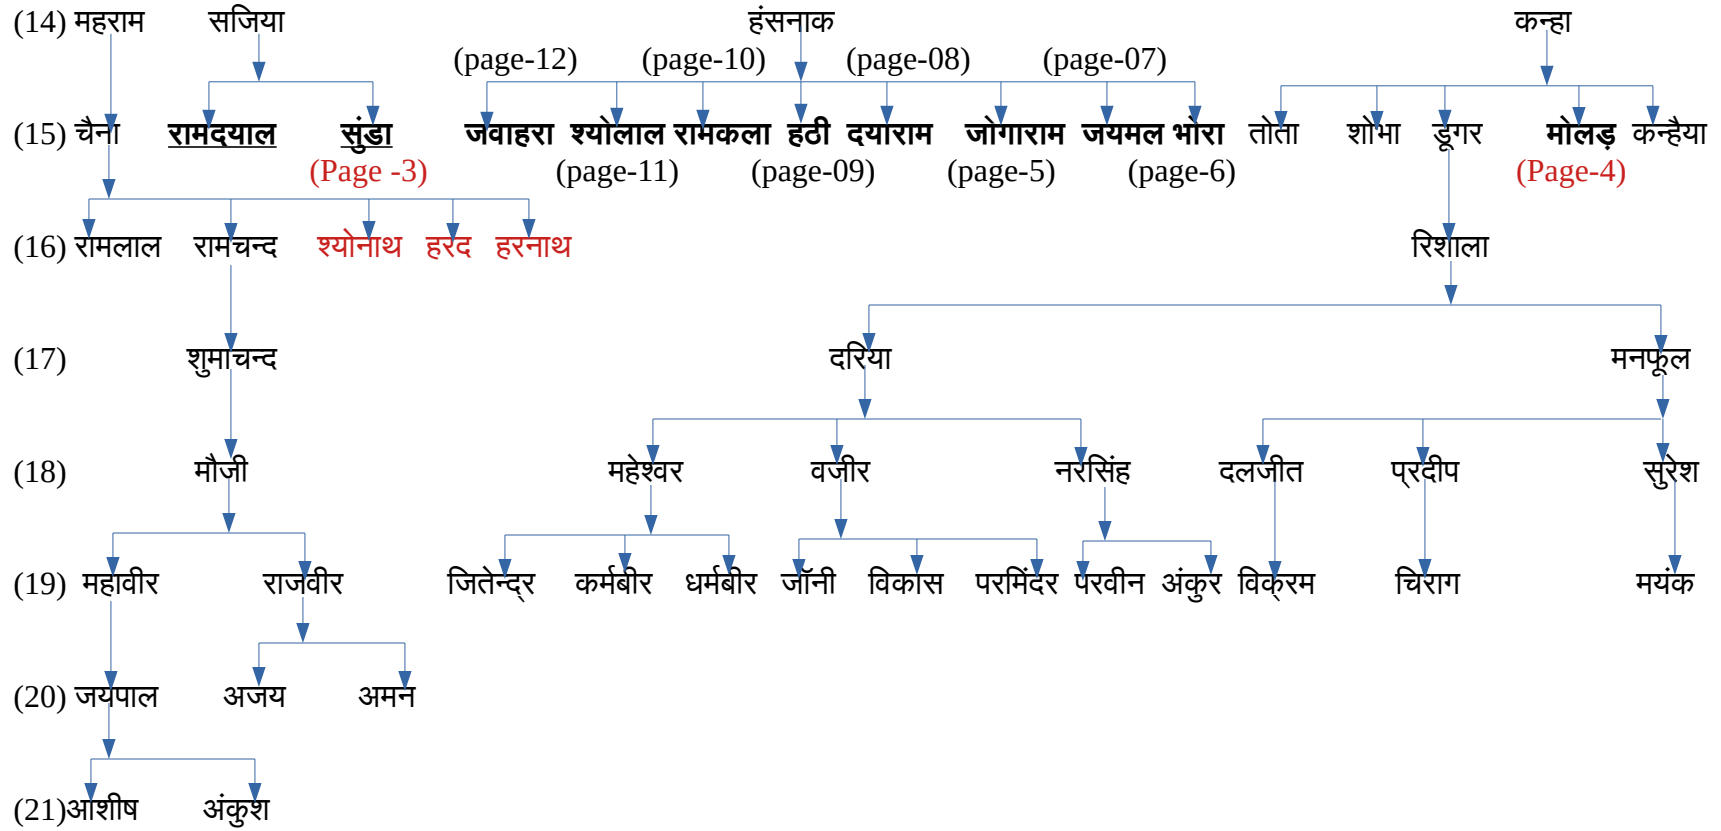 (14) महराम सजिया हंसनाक कन्हा
(page-12) (page-10) (page-08) (page-07)
(15) चैना रामदयाल सुंडा जवाहरा श्योलाल रामकला हठी दयाराम जोगाराम जयमल भोरा तोता शोभा डूंगर मोलड़ कन्हैया
(Page -3) (page-11) (page-09) (page-5) (page-6) (Page-4)
(16) रामलाल रामचन्द श्योनाथ हरद हरनाथ रिशाला
(17) शुमाचन्द दरिया मनफूल
(18) मौजी महेश्वर वजीर नरसिंह दलजीत प्रदीप सुरेश
(19) महावीर राजवीर जितेन्द्र कर्मबीर धर्मबीर जॉनी विकास परमिंदर परवीन अंकुर विक्रम चिराग मयंक
(20) जयपाल अजय अमन
(21)आशीष अंकुश